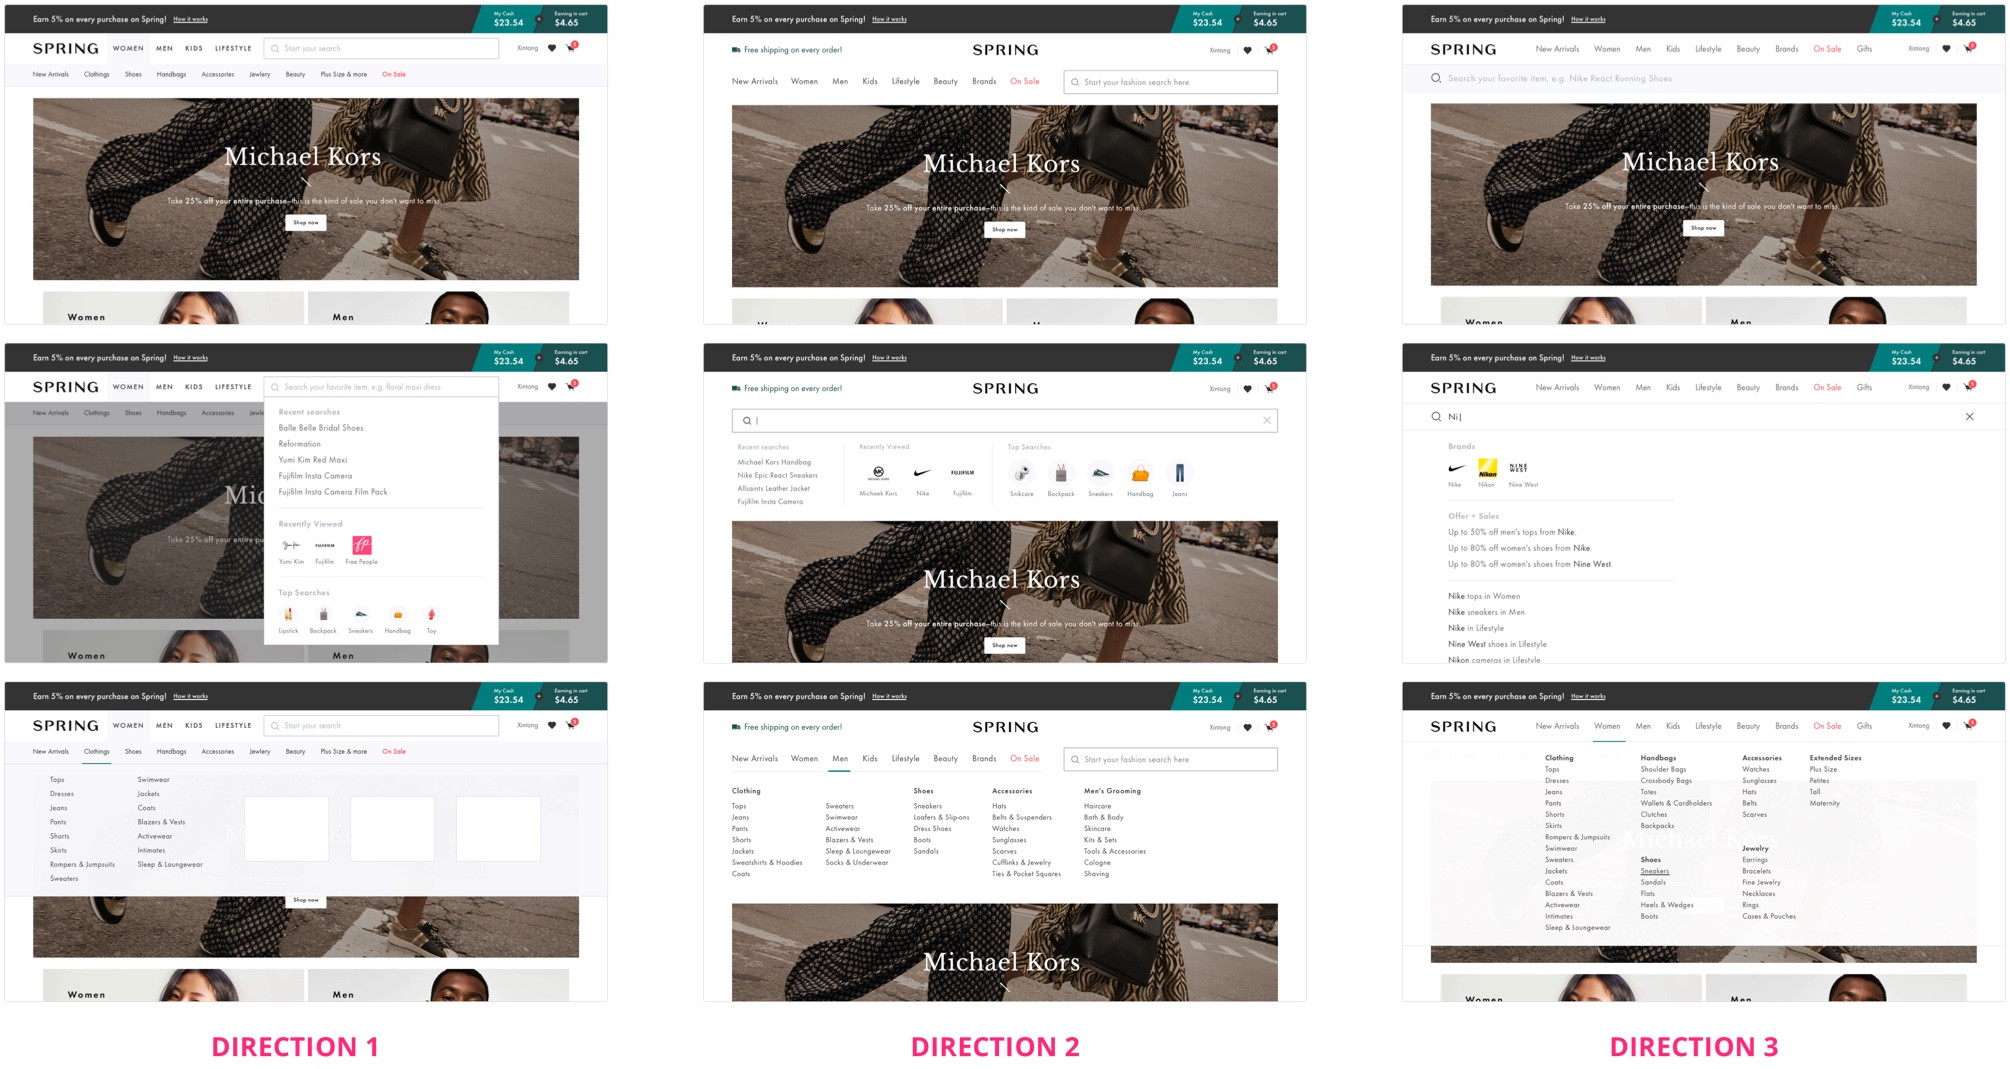 Earn 5% on every purchase on Spring! How it works
My Cash
$23.54
+
Earning in cart
$4.65
SPRING WOMEN MEN KIDS LIFESTYLE
Start your search
Xintong
New Arrivals Clothings Shoes Handbags Accessories Jewlery Beauty Plus Size & more On Sale
Michael Kors
Take 25% off your entire purchase—this is the kind of sale you don't want to miss.
Shop now
Women
Men
Earn 5% on every purchase on Spring! How it works
My Cash
$23.54
+
Earning in cart
$4.65
Free shipping on every order!
SPRING
Xintong
New Arrivals Women Men Kids Lifestyle Beauty Brands On Sale
Start your fashion search here
Michael Kors
Take 25% off your entire purchase—this is the kind of sale you don't want to miss.
Shop now
Earn 5% on every purchase on Spring! How it works
My Cash
$23.54
+
Earning in cart
$4.65
SPRING New Arrivals Women Men Kids Lifestyle Beauty Brands On Sale Gifts
Xintong
Search your favorite item, e.g. Nike React Running Shoes
Michael Kors
Take 25% off your entire purchase—this is the kind of sale you don't want to miss.
Shop now
Women
Men
Earn 5% on every purchase on Spring! How it works
My Cash
$23.54
+
Earning in cart
$4.65
SPRING WOMEN MEN KIDS LIFESTYLE
Search your favorite item, e.g. floral maxi dress
Xintong
New Arrivals Clothings Shoes Handbags Accessories Jewle
Recent searches
Balle Belle Bridal Shoes
Reformation
Yumi Kim Red Maxi
Fujifilm Insta Camera
Fujifilm Insta Camera Film Pack
Mic
Take 25% off your entire pu
Recently Viewed
FUJIFILM
fp
Yumi Kim Fujifilm Free People
Top Searches
Lipstick Backpack Sneakers Handbag Toy
Women
Men
Earn 5% on every purchase on Spring! How it works
My Cash
$23.54
+
Earning in cart
$4.65
Free shipping on every order!
SPRING
Xintong
Recent searches
Michael Kors Handbag
Nike Epic React Sneakers
Allsaints Leather Jacket
Fujifilm Insta Camera
Recently Viewed
MICHAEL KORS
FUJIFILM
Michaek Kors Nike Fujifilm
Top Searches
Snikcare Backpack Sneakers Handbag Jeans
Michael Kors
Take 25% off your entire purchase—this is the kind of sale you don't want to miss.
Shop now
Earn 5% on every purchase on Spring! How it works
My Cash
$23.54
+
Earning in cart
$4.65
SPRING New Arrivals Women Men Kids Lifestyle Beauty Brands On Sale Gifts
Xintong
Ni
Brands
Nikon
NINE WEST
Nike Nikon Nine West
Offer + Sales
Up to 50% off men's tops from Nike.
Up to 80% off women's shoes from Nike.
Up to 80% off women's shoes from Nine West.
Nike tops in Women
Nike sneakers in Men
Nike in Lifestyle
Nine West shoes in Lifestyle
Nikon cameras in Lifestyle
Earn 5% on every purchase on Spring! How it works
My Cash
$23.54
+
Earning in cart
$4.65
SPRING WOMEN MEN KIDS LIFESTYLE
Start your search
Xintong
New Arrivals Clothings Shoes Handbags Accessories Jewlery Beauty Plus Size & more On Sale
Tops
Dresses
Jeans
Pants
Shorts
Skirts
Rompers & Jumpsuits
Sweaters
Swimwear
Jackets
Coats
Blazers & Vests
Activewear
Intimates
Sleep & Loungewear
Shop now
Women
Men
Earn 5% on every purchase on Spring! How it works
My Cash
$23.54
+
Earning in cart
$4.65
Free shipping on every order!
SPRING
Xintong
New Arrivals Women Men Kids Lifestyle Beauty Brands On Sale
Start your fashion search here
Clothing
Tops
Jeans
Pants
Shorts
Jackets
Sweatshirts & Hoodies
Coats
Sweaters
Swimwear
Activewear
Blazers & Vests
Sleep & Loungewear
Socks & Underwear
Shoes
Sneakers
Loafers & Slip-ons
Dress Shoes
Boots
Sandals
Accessories
Hats
Belts & Suspenders
Watches
Sunglasses
Scarves
Cufflinks & Jewelry
Ties & Pocket Squares
Men's Grooming
Haircare
Bath & Body
Skincare
Kits & Sets
Tools & Accessories
Cologne
Shaving
Michael Kors
Earn 5% on every purchase on Spring! How it works
My Cash
$23.54
+
Earning in cart
$4.65
SPRING New Arrivals Women Men Kids Lifestyle Beauty Brands On Sale Gifts
Xintong
Clothing
Tops
Dresses
Jeans
Pants
Shorts
Skirts
Rompers & Jumpsuits
Swimwear
Sweaters
Jackets
Coats
Blazers & Vests
Activewear
Intimates
Sleep & Loungewear
Handbags
Shoulder Bags
Crossbody Bags
Totes
Wallets & Cardholders
Clutches
Backpacks
Shoes
Sneakers
Sandals
Flats
Heels & Wedges
Boots
Accessories
Watches
Sunglasses
Hats
Belts
Scarves
Jewelry
Earrings
Bracelets
Fine Jewelry
Necklaces
Rings
Cases & Pouches
Extended Sizes
Plus Size
Petites
Tall
Maternity
Michael Kors
Women
Men
DIRECTION 1
DIRECTION 2
DIRECTION 3